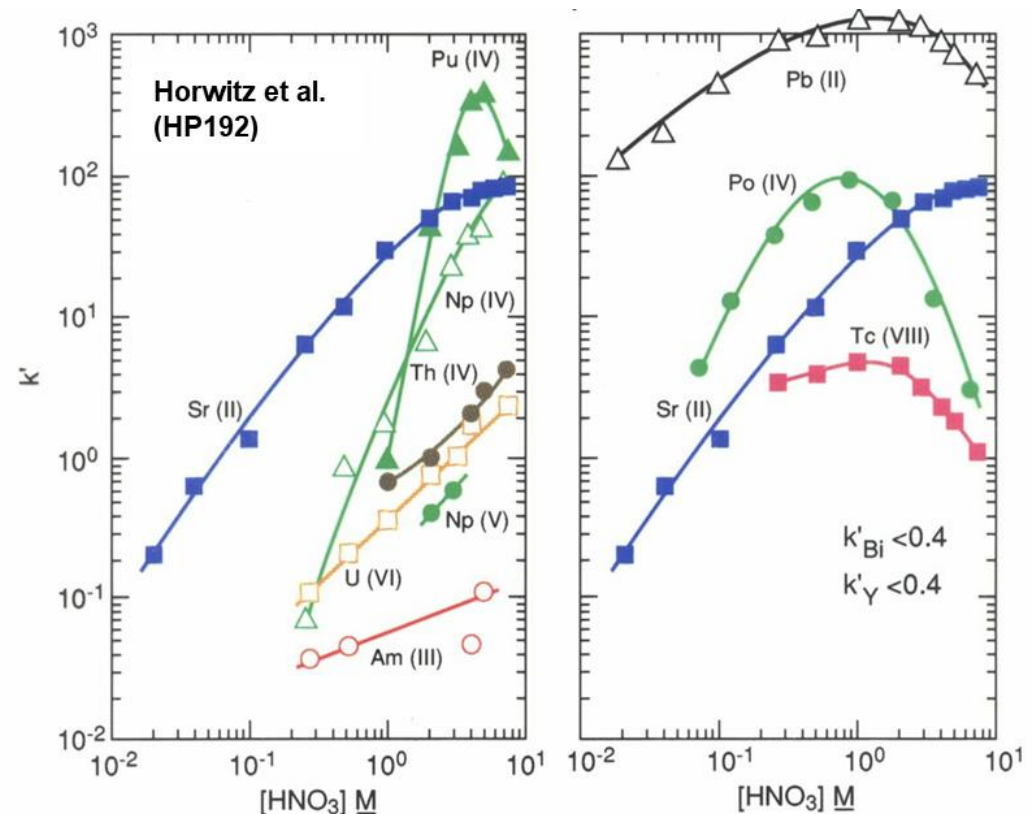 Horwitz et al.
(HP192)
k'
10³
10²
10¹
10⁰
10⁻¹
10⁻²
Pu (IV)
Np (IV)
Th (IV)
Sr (II)
Np (V)
U (VI)
Am (III)
10⁻² 10⁻¹ 10⁰ 10¹
[HNO₃] M
Pb (II)
Po (IV)
Tc (VIII)
Sr (II)
k'Bi <0.4
k'Y <0.4
10⁻² 10⁻¹ 10⁰ 10¹
[HNO₃] M